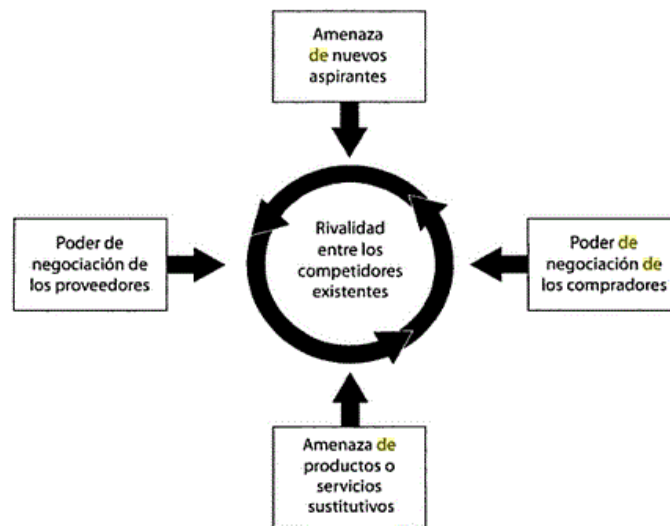 Amenaza
de nuevos
aspirantes
Poder de
negociación de
los proveedores
Rivalidad
entre los
competidores
existentes
Poder de
negociación de
los compradores
Amenaza de
productos o
servicios
sustitutivos